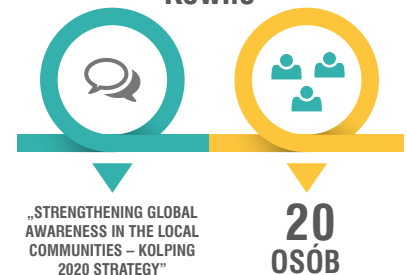 „STRENGTHENING GLOBAL
AWARENESS IN THE LOCAL
COMMUNITIES – KOLPING
2020 STRATEGY”
20
OSÓB